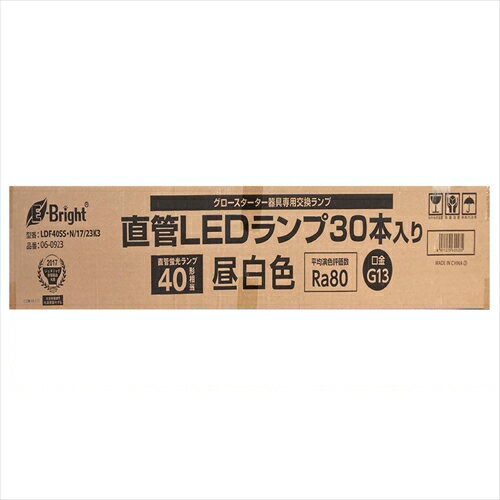 E-Bright
型番: LDF40SS・N/17/23K3
品番: 06-0923
2017
グロースターター器具専用交換ランプ
直管LEDランプ30本入り
直管蛍光ランプ
40形相当
昼白色
平均演色評価数
Ra80
口金
G13
MADE IN CHINA